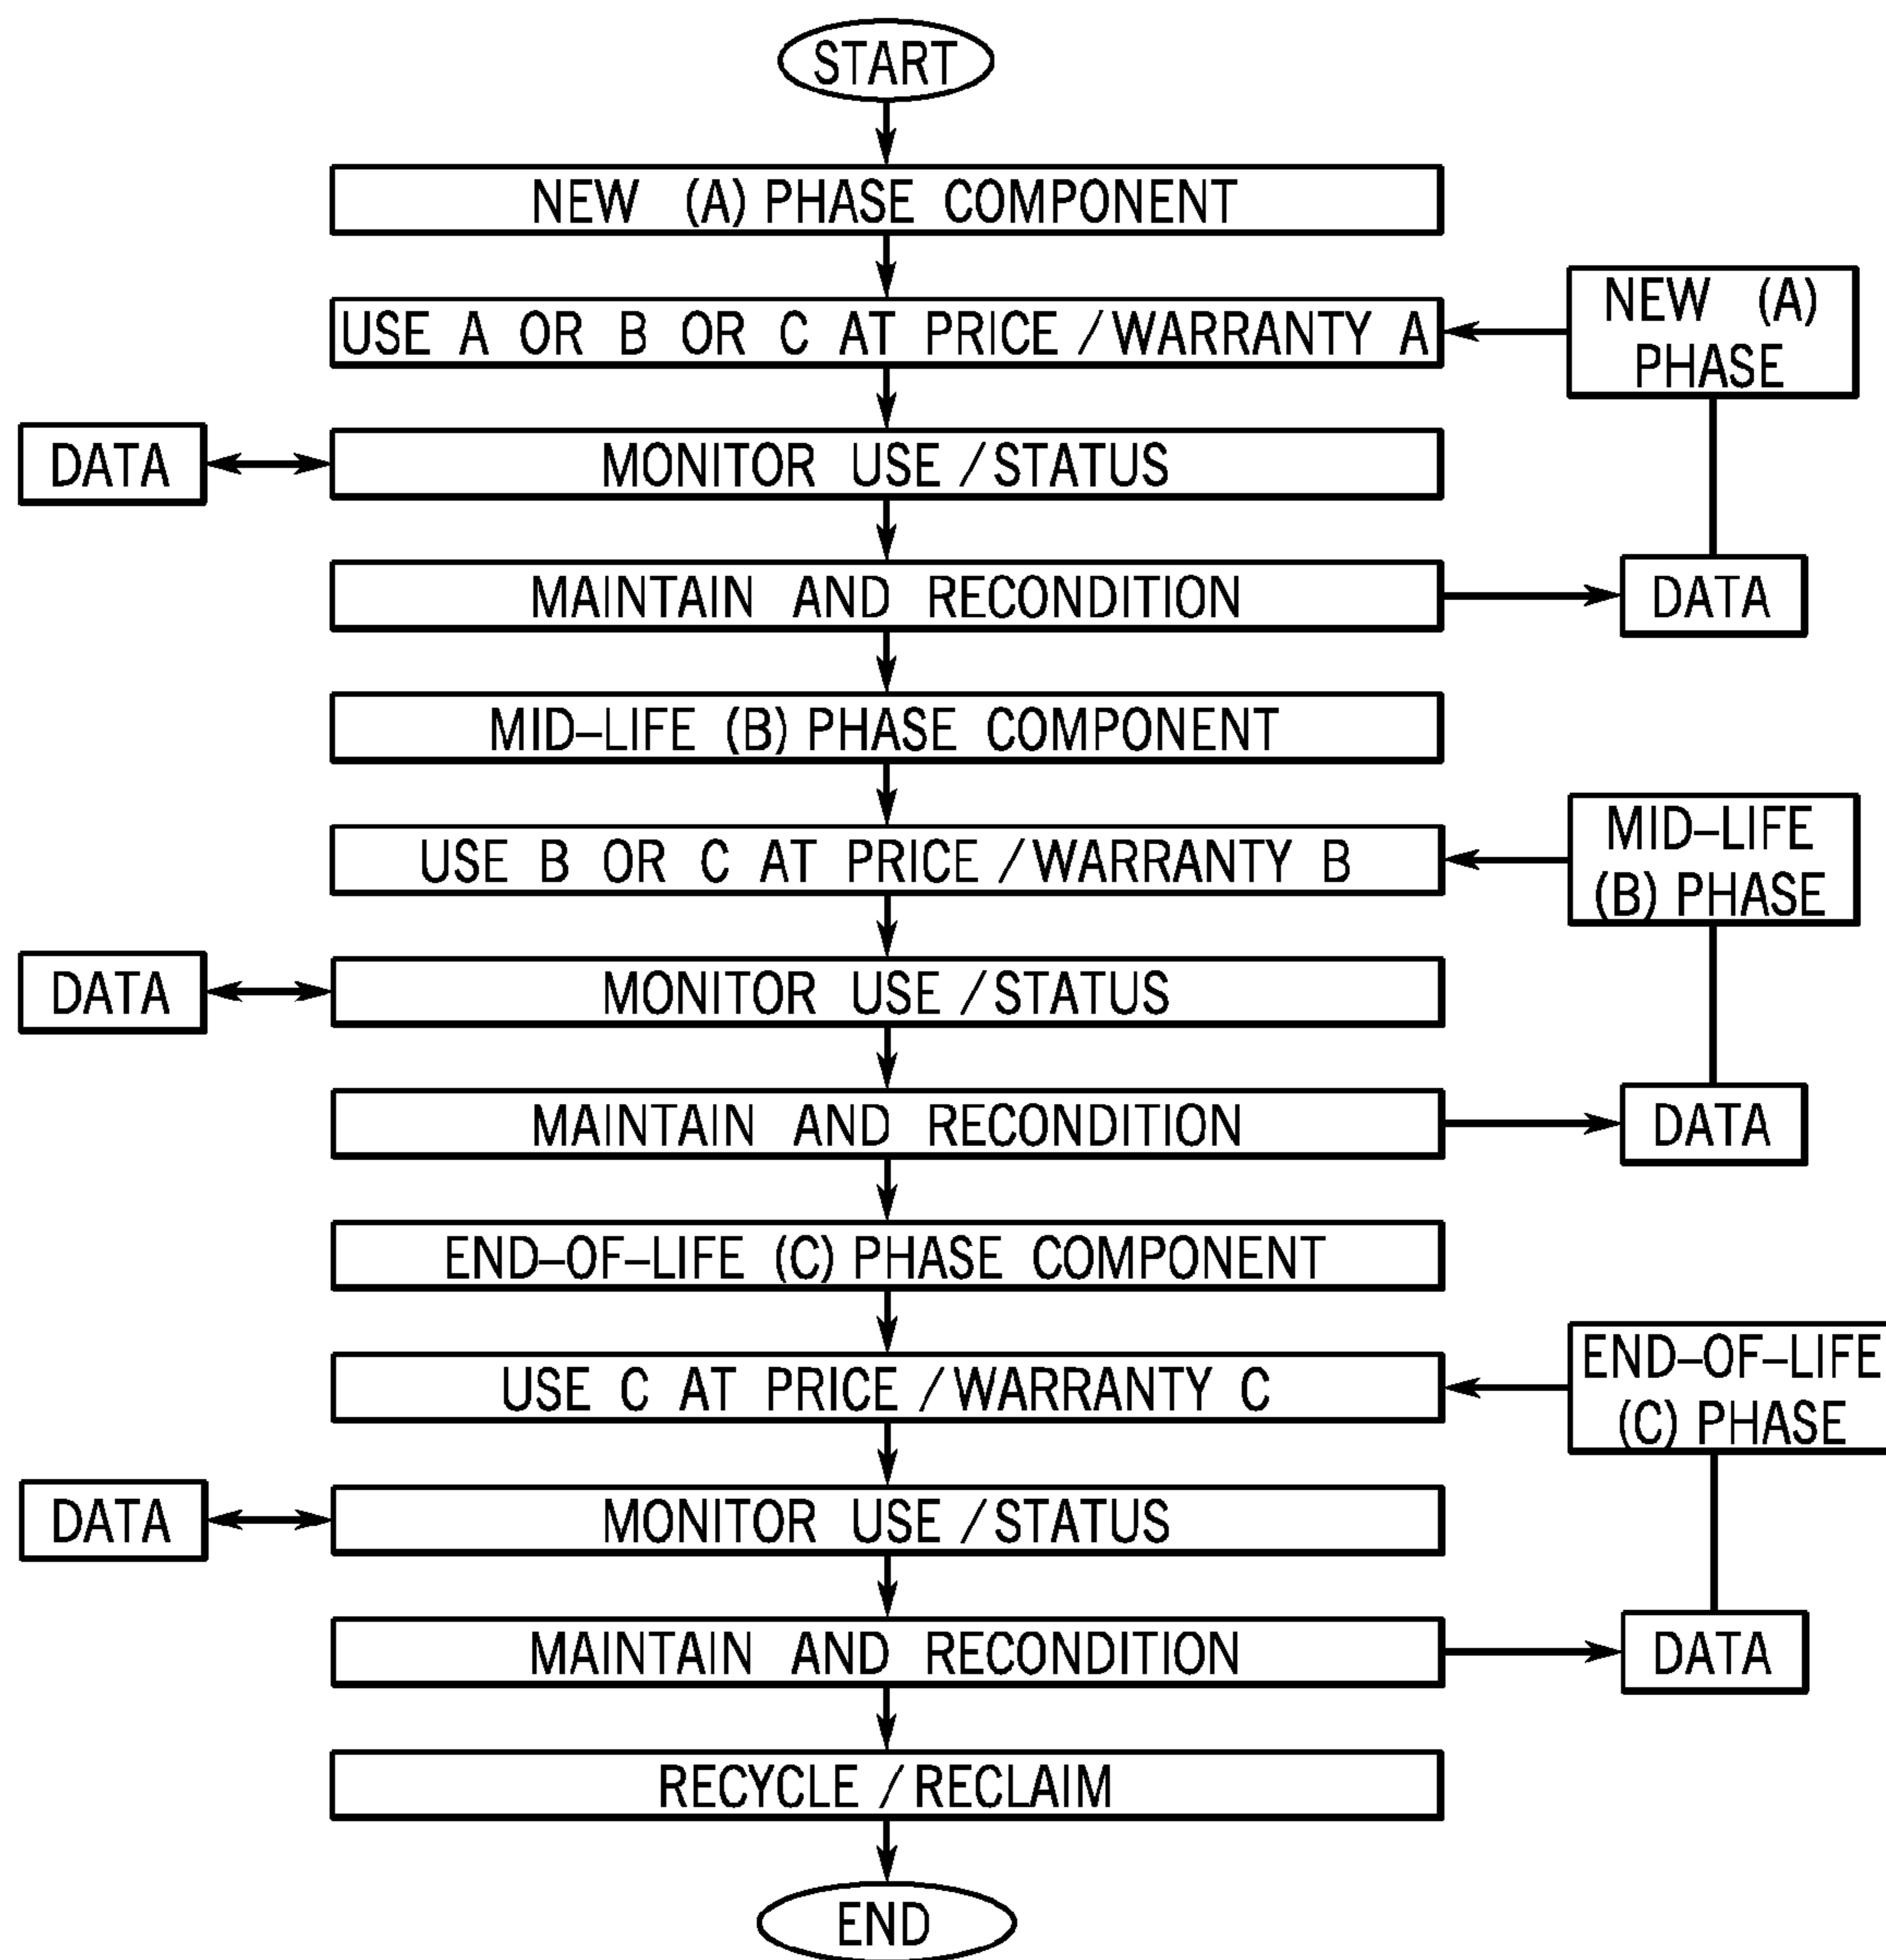 START
NEW (A) PHASE COMPONENT
USE A OR B OR C AT PRICE/WARRANTY A
NEW (A)
PHASE
DATA
MONITOR USE/STATUS
MAINTAIN AND RECONDITION
DATA
MID-LIFE (B) PHASE COMPONENT
USE B OR C AT PRICE/WARRANTY B
MID-LIFE
(B) PHASE
DATA
MONITOR USE/STATUS
MAINTAIN AND RECONDITION
DATA
END-OF-LIFE (C) PHASE COMPONENT
USE C AT PRICE/WARRANTY C
END-OF-LIFE
(C) PHASE
DATA
MONITOR USE/STATUS
MAINTAIN AND RECONDITION
DATA
RECYCLE/RECLAIM
END